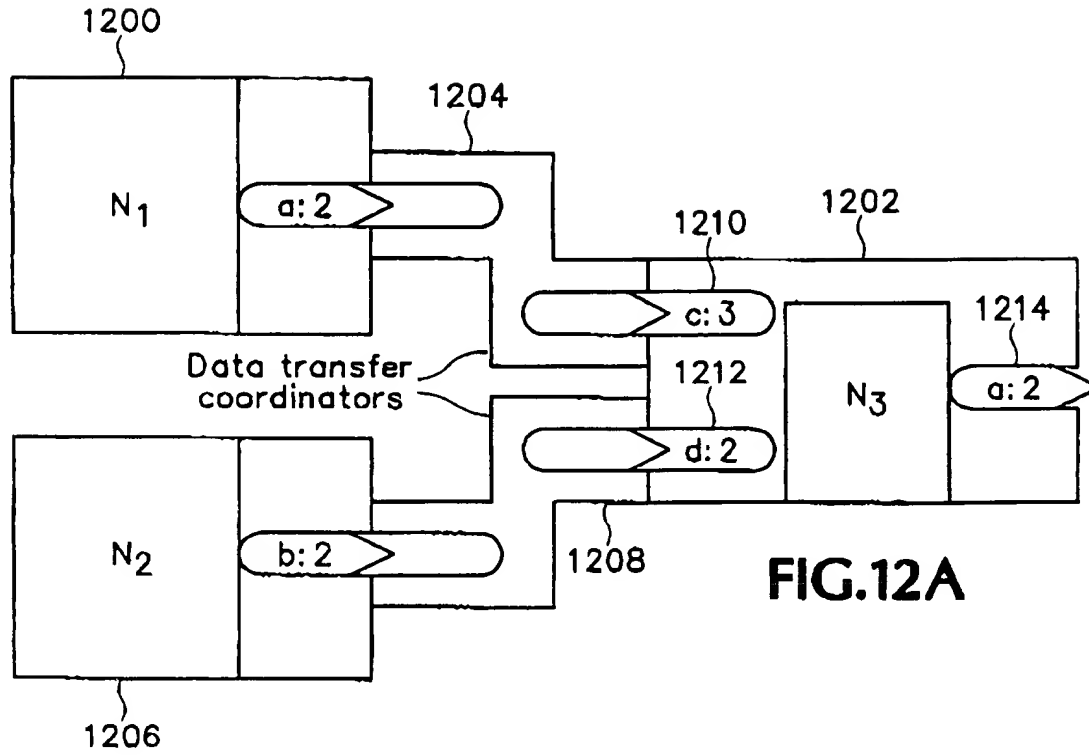 1200
1204
N1
a: 2
1202
1210
c: 3
1214
Data transfer
coordinators
1212
N3
a: 2
d: 2
N2
b: 2
1208
FIG.12A
1206